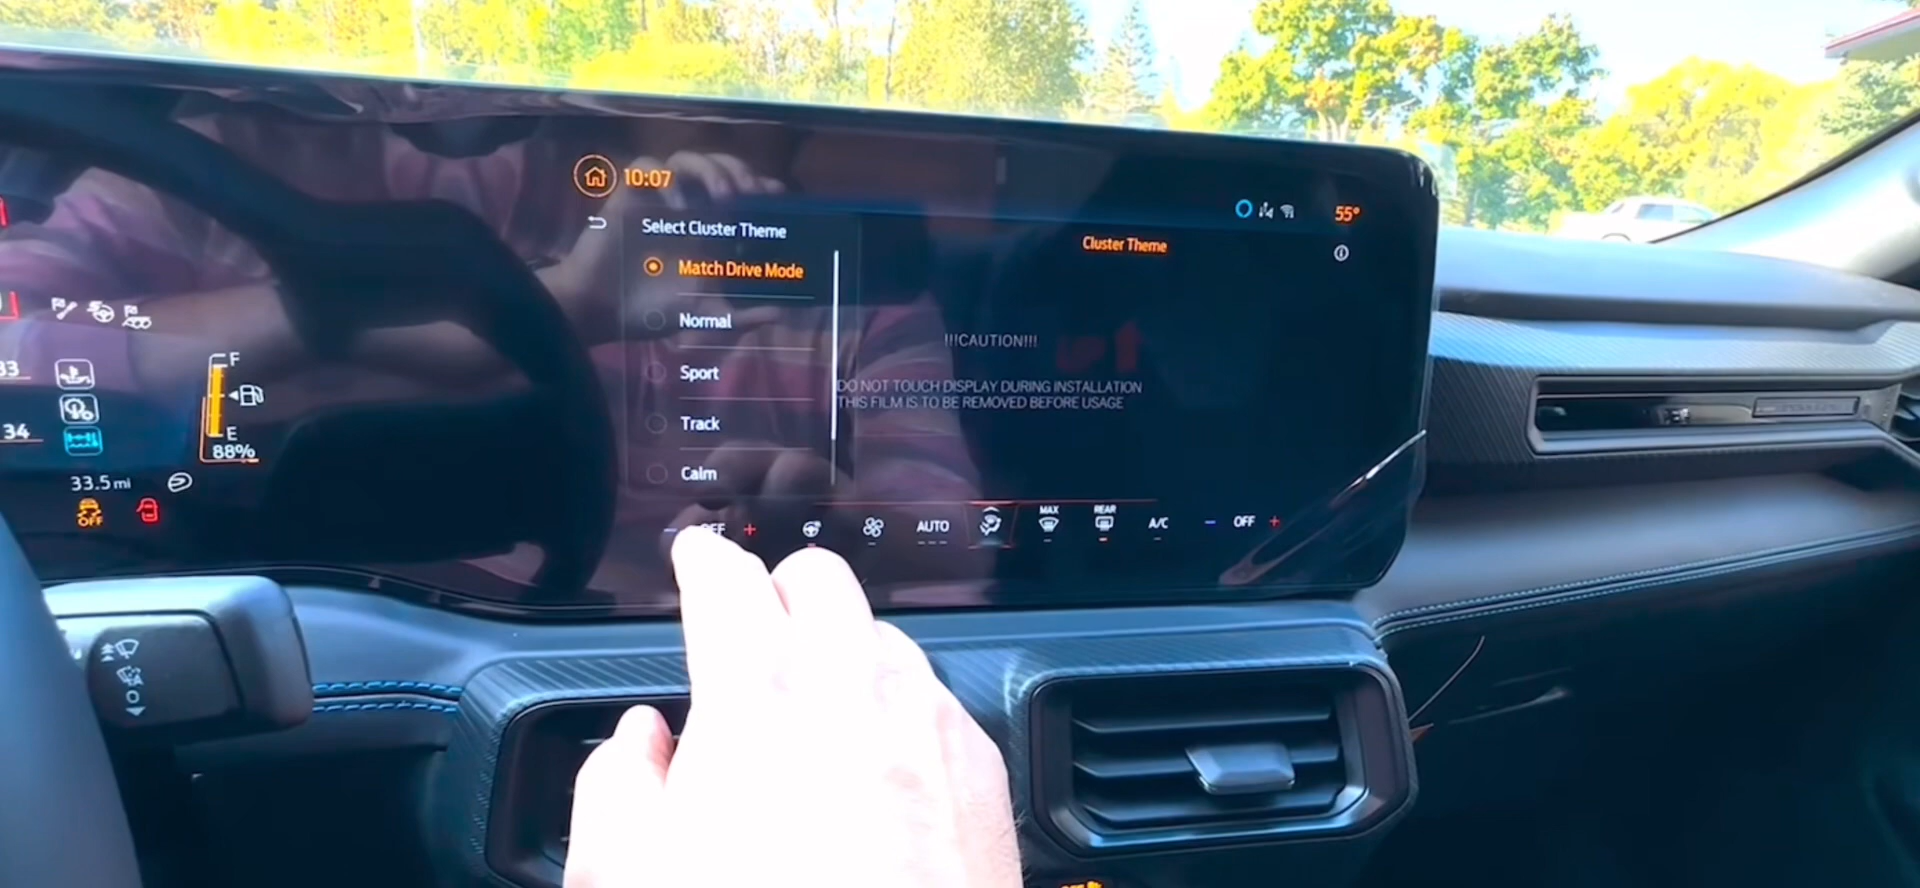 10:07
55°
Select Cluster Theme
Cluster Theme
Match Drive Mode
Normal
!!!CAUTION!!!
Sport
DO NOT TOUCH DISPLAY DURING INSTALLATION
THIS FILM IS TO BE REMOVED BEFORE USAGE
Track
Calm
33
34
F
E
88%
33.5 mi
OFF
- OFF +
AUTO
MAX
REAR
A/C
- OFF +
O